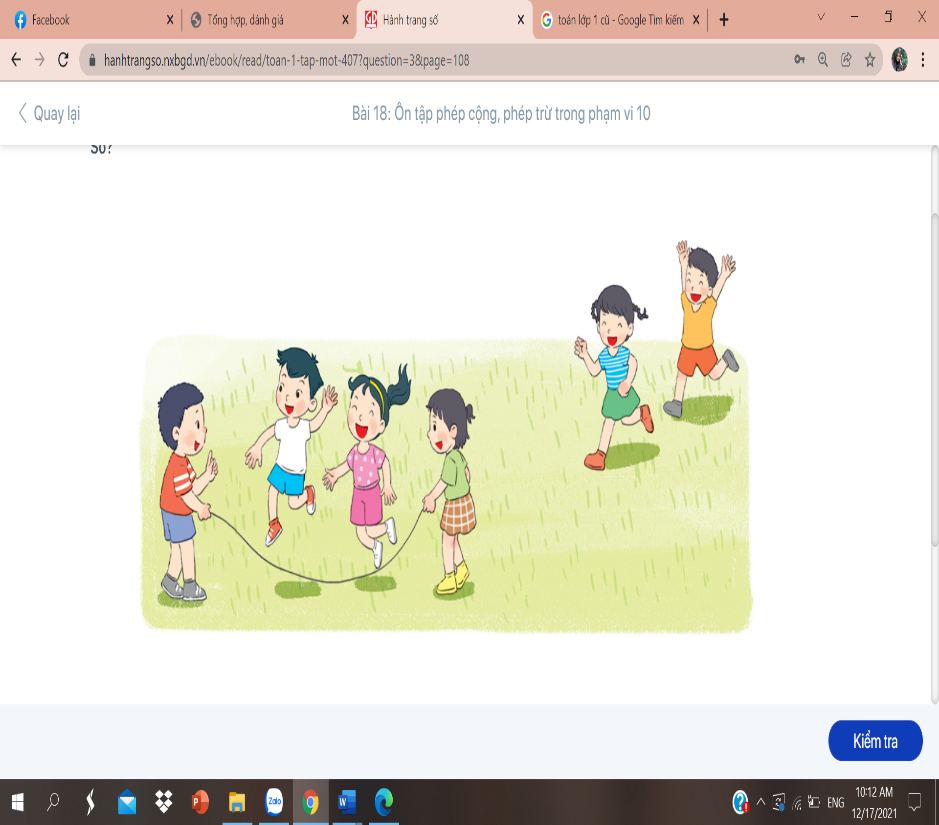 Facebook
Tổng hợp, đánh giá
Hành trang số
toán lớp 1 cũ - Google Tìm kiếm
hanhtrangso.nxbgd.vn/ebook/read/toan-1-tap-mot-407?question=3&page=108
Quay lại
Bài 18: Ôn tập phép cộng, phép trừ trong phạm vi 10
Số?
Kiểm tra
Zalo
ENG
10:12 AM
12/17/2021